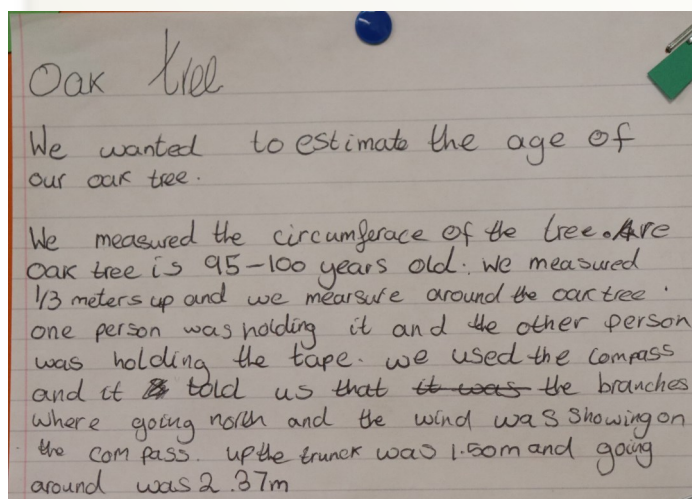 Oak tree
We wanted to estimate the age of
our oak tree.
We measured the circumferace of the tree. Are
oak tree is 95-100 years old. We measured
1/3 meters up and we mearsure around the oak tree.
one person was holding it and the other person
was holding the tape. we used the compass
and it told us that it was the branches
where going north and the wind was showing on
the compass. up the trunck was 1.50m and going
around was 2.37m